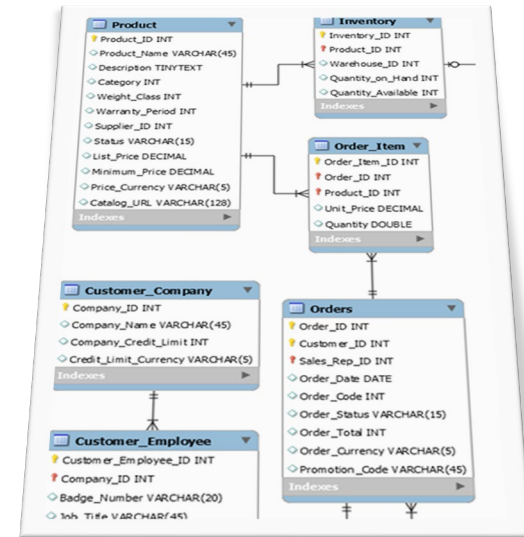 Product
Product_ID INT
Product_Name VARCHAR(45)
Description TINYTEXT
Category INT
Weight_Class INT
Warranty_Period INT
Supplier_ID INT
Status VARCHAR(15)
List_Price DECIMAL
Minimum_Price DECIMAL
Price_Currency VARCHAR(5)
Catalog_URL VARCHAR(128)
Indexes
Inventory
Inventory_ID INT
Product_ID INT
Warehouse_ID INT
Quantity_on_Hand INT
Quantity_Available INT
Indexes
Order_Item
Order_Item_ID INT
Order_ID INT
Product_ID INT
Unit_Price DECIMAL
Quantity DOUBLE
Indexes
Customer_Company
Company_ID INT
Company_Name VARCHAR(45)
Company_Credit_Limit INT
Credit_Limit_Currency VARCHAR(5)
Indexes
Orders
Order_ID INT
Customer_ID INT
Sales_Rep_ID INT
Order_Date DATE
Order_Code INT
Order_Status VARCHAR(15)
Order_Total INT
Order_Currency VARCHAR(5)
Promotion_Code VARCHAR(45)
Indexes
Customer_Employee
Customer_Employee_ID INT
Company_ID INT
Badge_Number VARCHAR(20)
Job_Title VARCHAR(45)